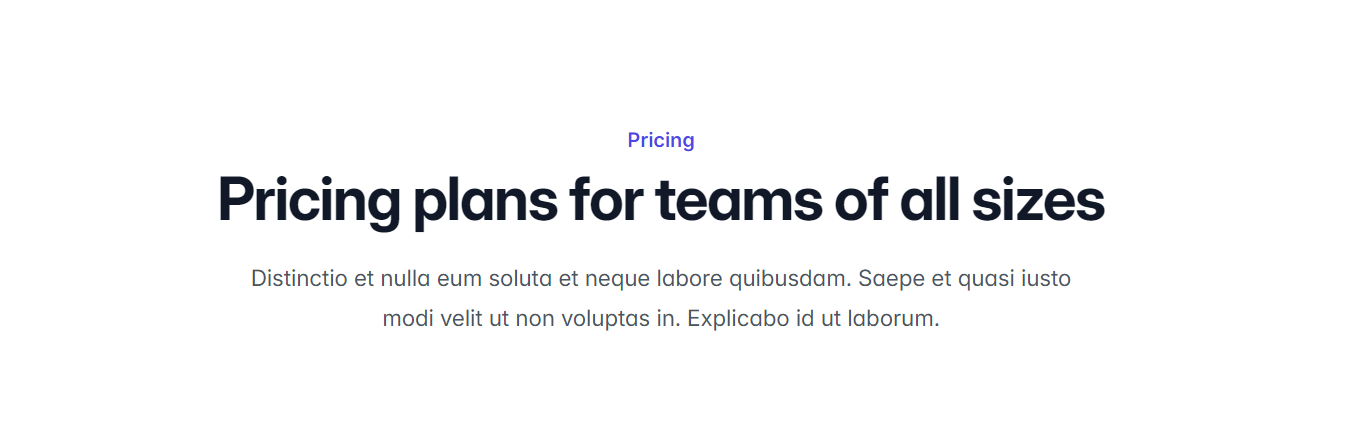 Pricing
Pricing plans for teams of all sizes
Distinctio et nulla eum soluta et neque labore quibusdam. Saepe et quasi iusto
modi velit ut non voluptas in. Explicabo id ut laborum.